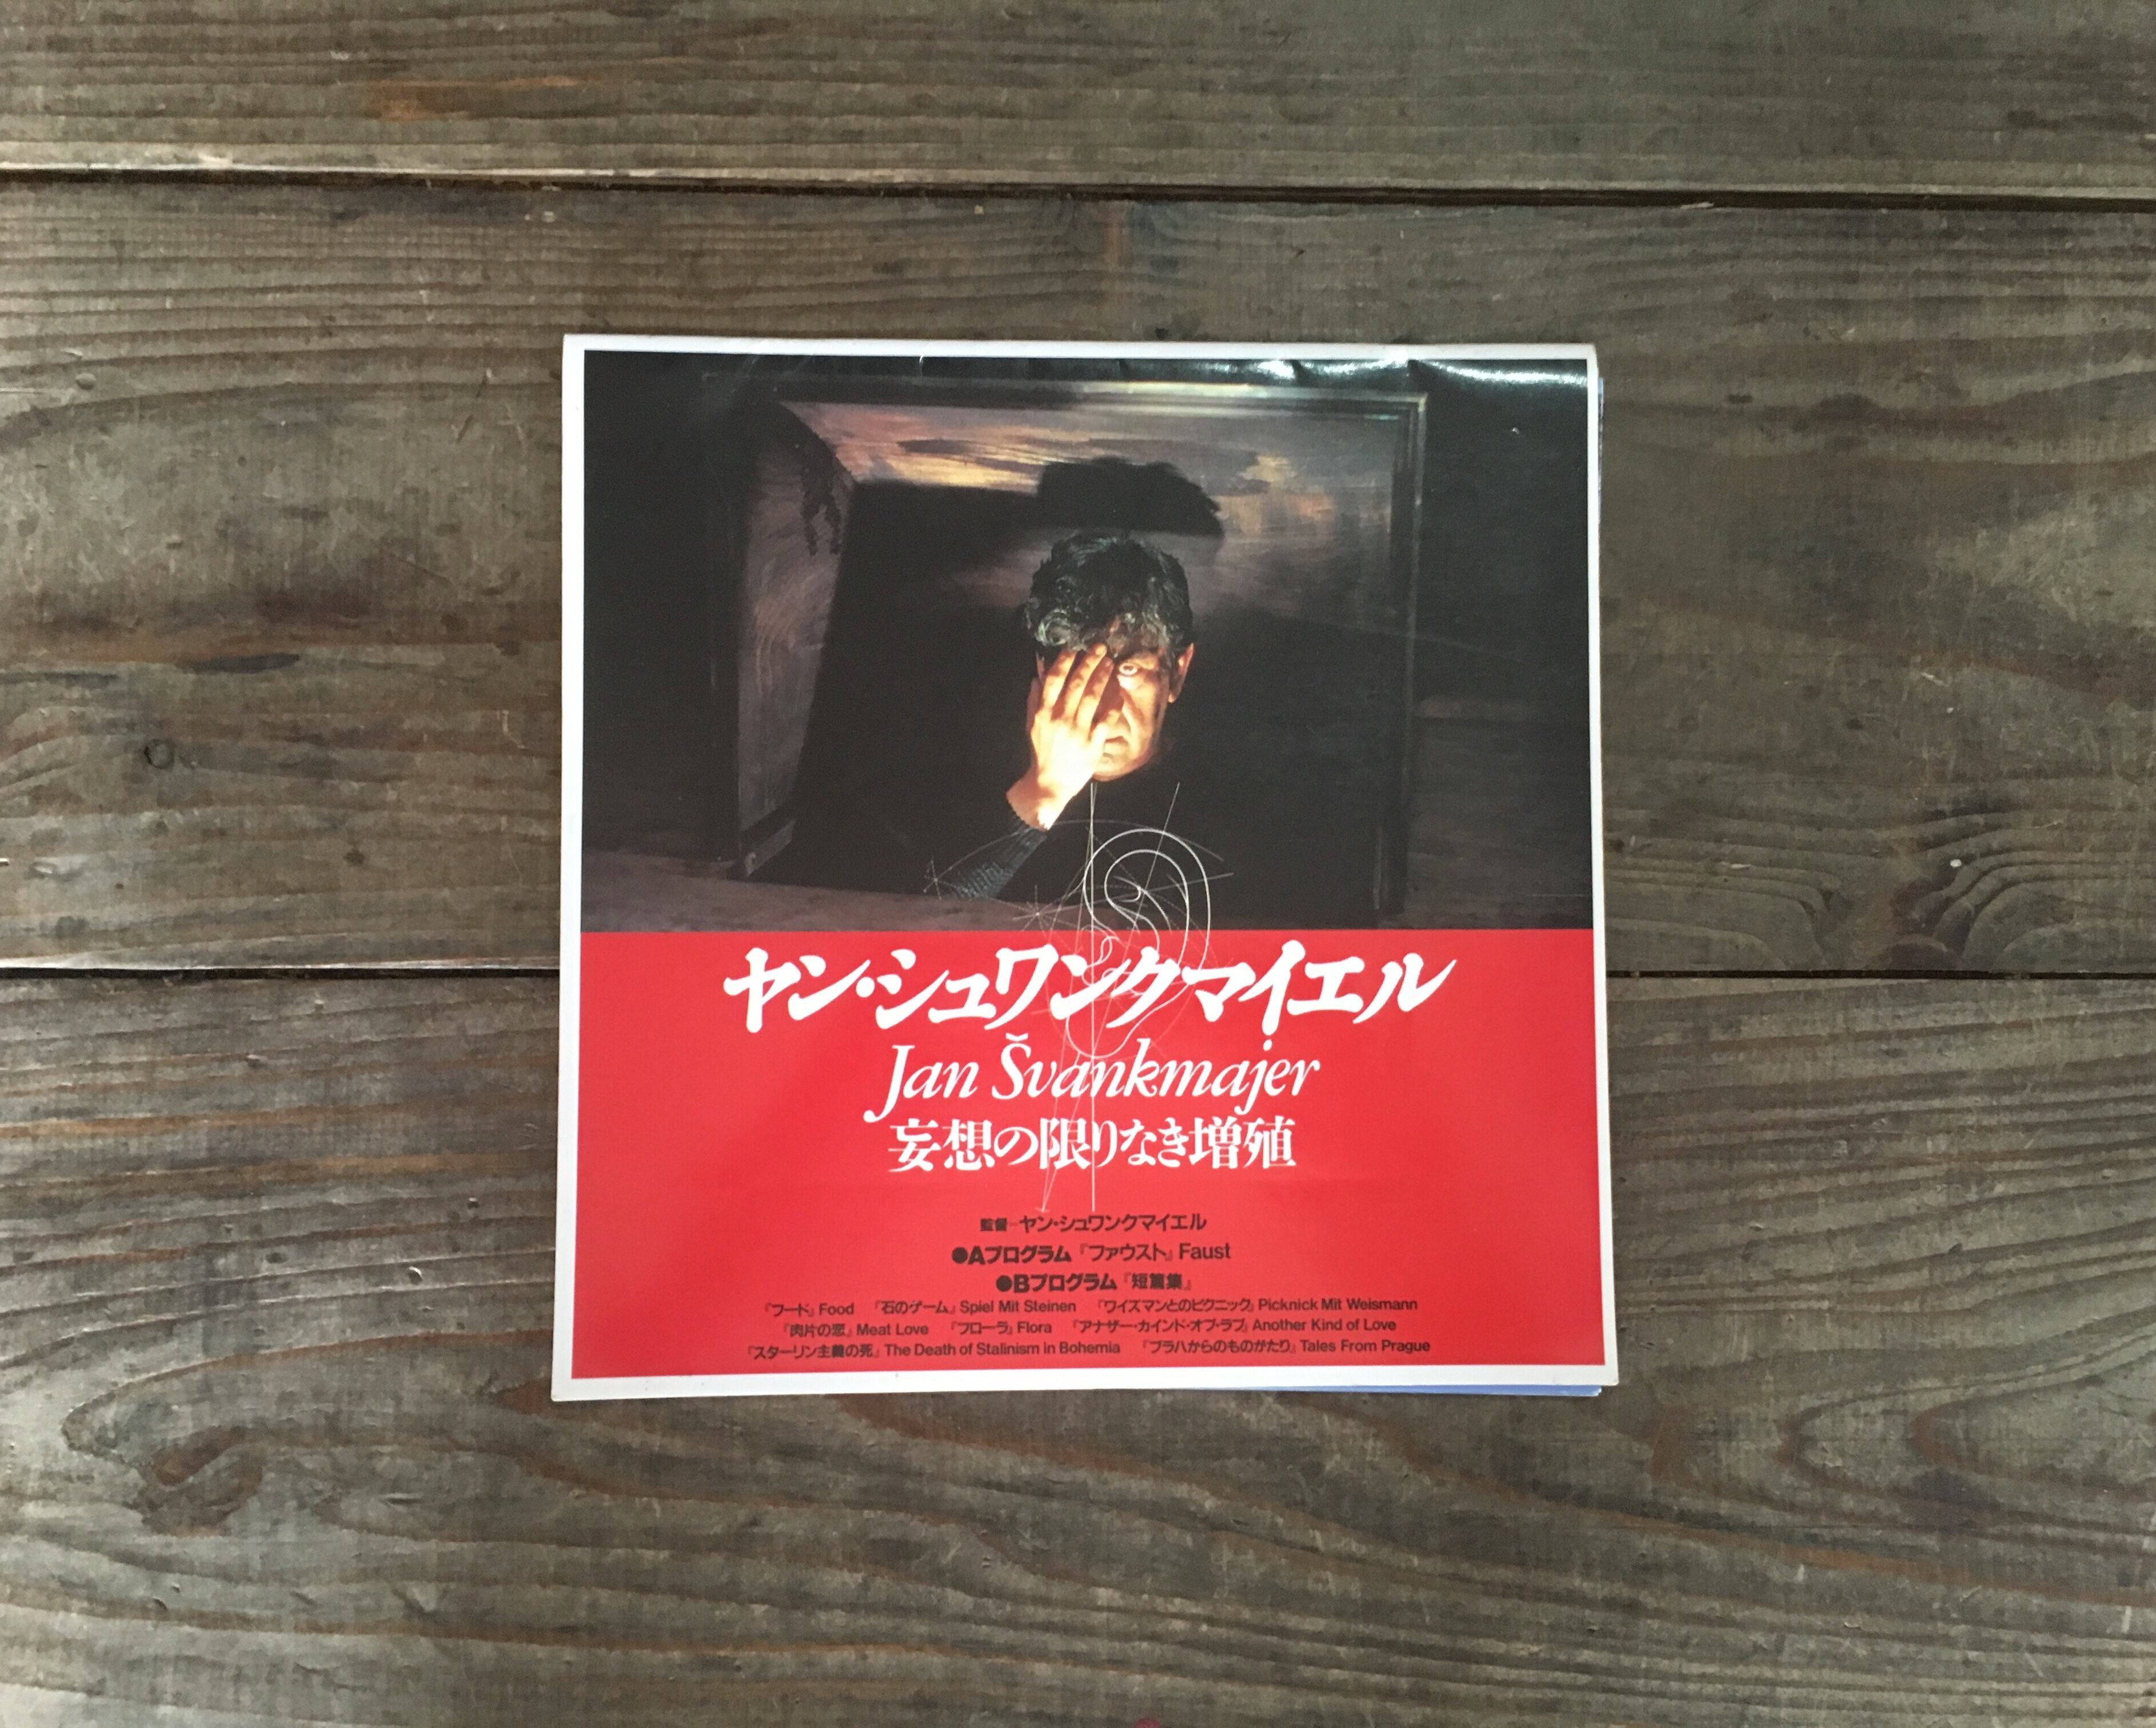 ヤン・シュワンクマイエル
Jan Švankmajer
妄想の限りなき増殖
監督─ヤン・シュワンクマイエル
●Aプログラム『ファウスト』Faust
●Bプログラム『短篇集』
『フード』Food 『石のゲーム』Spiel Mit Steinen 『ワイズマンとのピクニック』Picknick Mit Weismann
『肉片の恋』Meat Love 『フローラ』Flora 『アナザー・カインド・オブ・ラブ』Another Kind of Love
『スターリン主義の死』The Death of Stalinism in Bohemia 『プラハからのものがたり』Tales From Prague